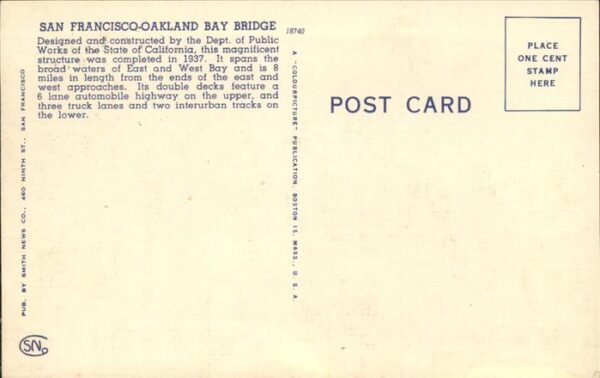 SAN FRANCISCO-OAKLAND BAY BRIDGE
Designed and constructed by the Dept. of Public
Works of the State of California, this magnificent
structure was completed in 1937. It spans the
broad waters of East and West Bay and is 8
miles in length from the ends of the east and
west approaches. Its double decks feature a
6 lane automobile highway on the upper, and
three truck lanes and two interurban tracks on
the lower.
PUB. BY SMITH NEWS CO., 460 NINTH ST., SAN FRANCISCO
SNCo
18740
A "COLOURPICTURE" PUBLICATION, BOSTON 15, MASS., U. S. A.
POST CARD
PLACE
ONE CENT
STAMP
HERE